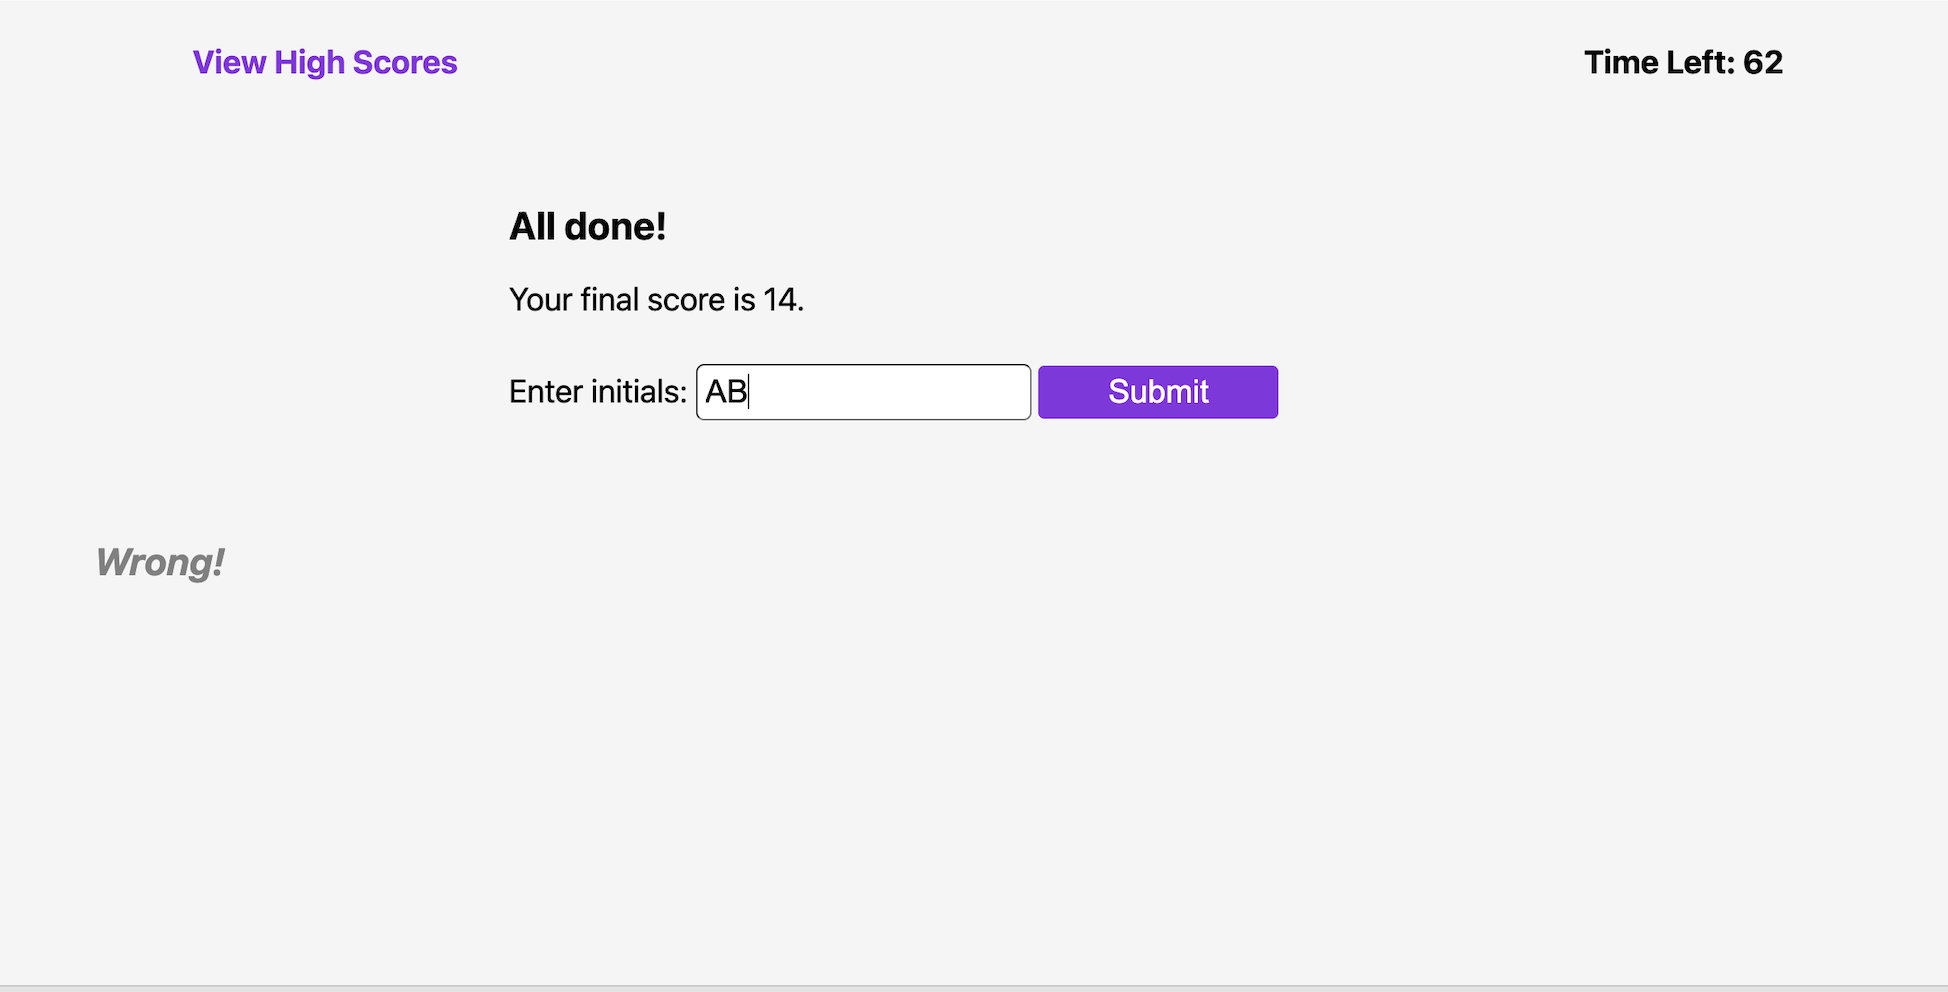 View High Scores
Time Left: 62
All done!
Your final score is 14.
Enter initials: AB Submit
Wrong!